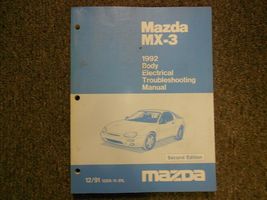 Mazda
MX-3
1992
Body
Electrical
Troubleshooting
Manual
Second Edition
12/91
mazda